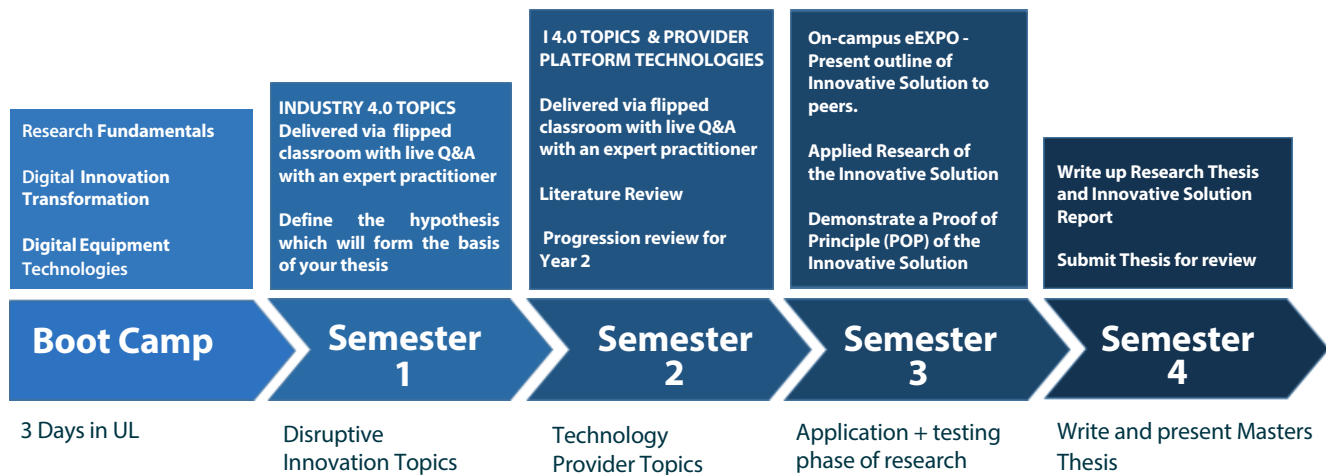 Research Fundamentals
Digital Innovation
Transformation
Digital Equipment
Technologies
Boot Camp
3 Days in UL
INDUSTRY 4.0 TOPICS
Delivered via flipped
classroom with live Q&A
with an expert practitioner
Define the hypothesis
which will form the basis
of your thesis
Semester
1
Disruptive
Innovation Topics
I 4.0 TOPICS & PROVIDER
PLATFORM TECHNOLOGIES
Delivered via flipped
classroom with live Q&A
with an expert practitioner
Literature Review
Progression review for
Year 2
Semester
2
Technology
Provider Topics
On-campus eEXPO -
Present outline of
Innovative Solution to
peers.
Applied Research of
the Innovative Solution
Demonstrate a Proof of
Principle (POP) of the
Innovative Solution
Semester
3
Application + testing
phase of research
Write up Research Thesis
and Innovative Solution
Report
Submit Thesis for review
Semester
4
Write and present Masters
Thesis